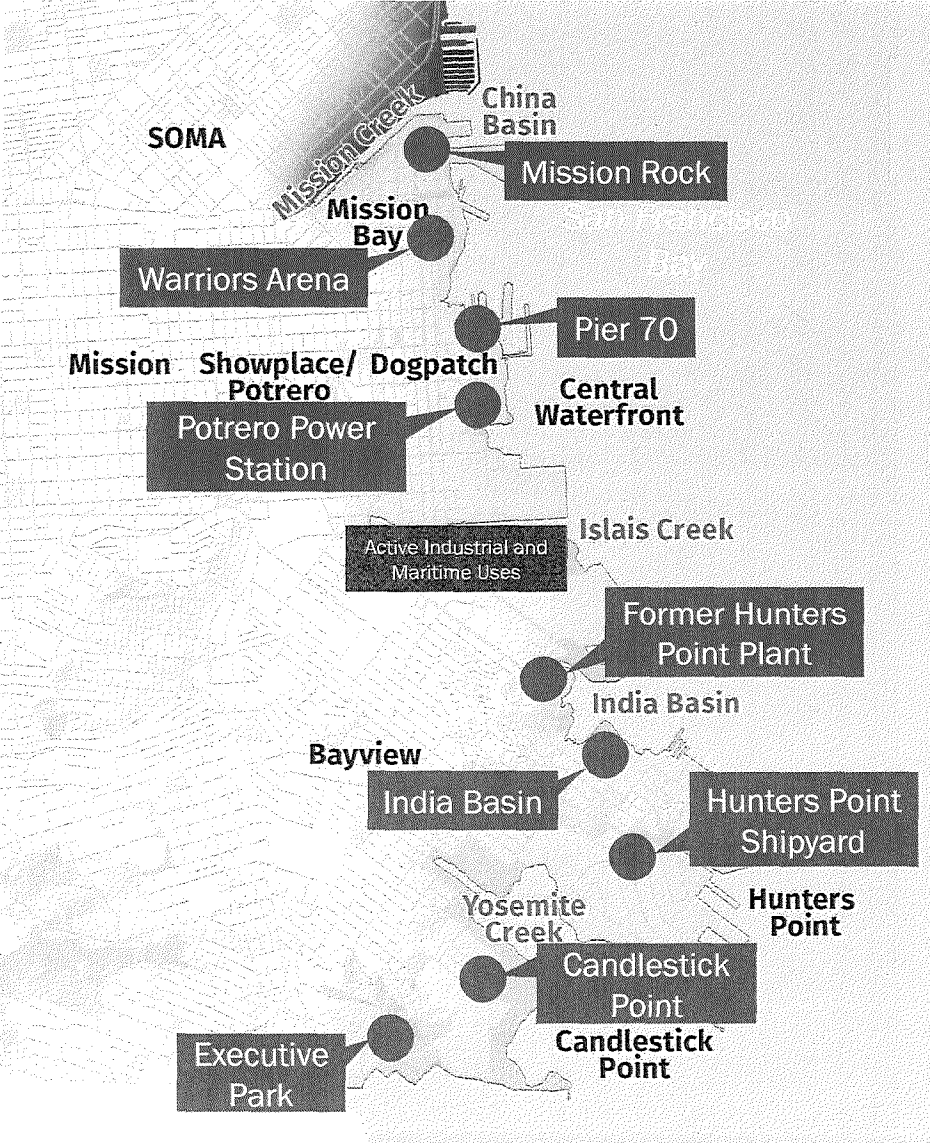 China
Basin
SOMA
Mission Creek
Mission Rock
Mission
Bay
San Francisco
Bay
Warriors Arena
Pier 70
Mission
Showplace/
Potrero
Dogpatch
Central
Waterfront
Potrero Power
Station
Islais Creek
Active Industrial and
Maritime Uses
Former Hunters
Point Plant
India Basin
Bayview
India Basin
Hunters Point
Shipyard
Hunters
Point
Yosemite
Creek
Candlestick
Point
Candlestick
Point
Executive
Park